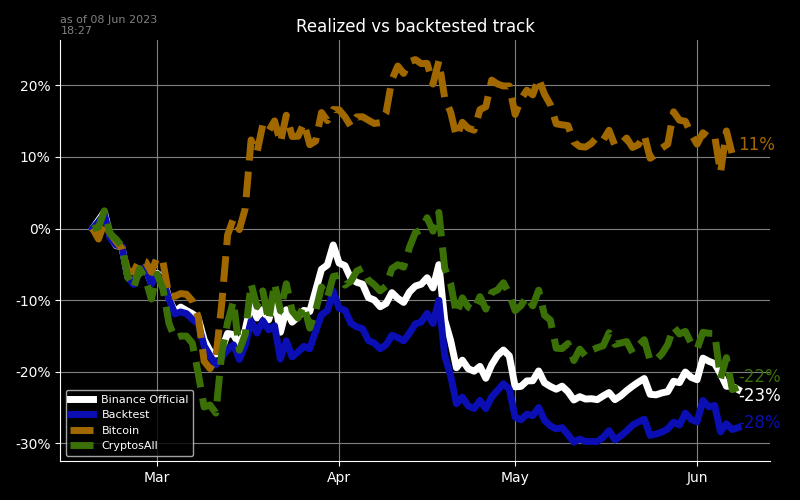 as of 08 Jun 2023
18:27
Realized vs backtested track
20%
10%
0%
-10%
-20%
-30%
11%
-22%
-23%
-28%
Binance Official
Backtest
Bitcoin
CryptosAll
Mar
Apr
May
Jun